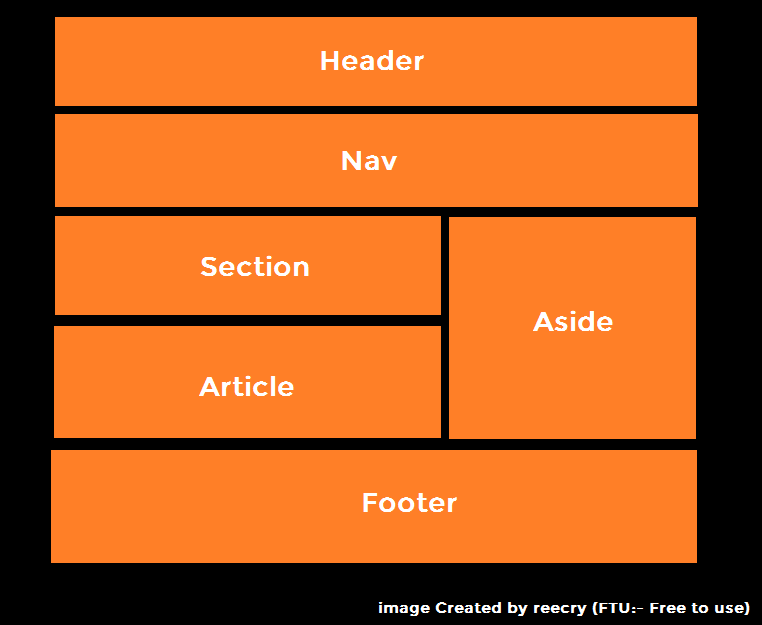 Header
Nav
Section
Aside
Article
Footer
image Created by reecry (FTU:- Free to use)